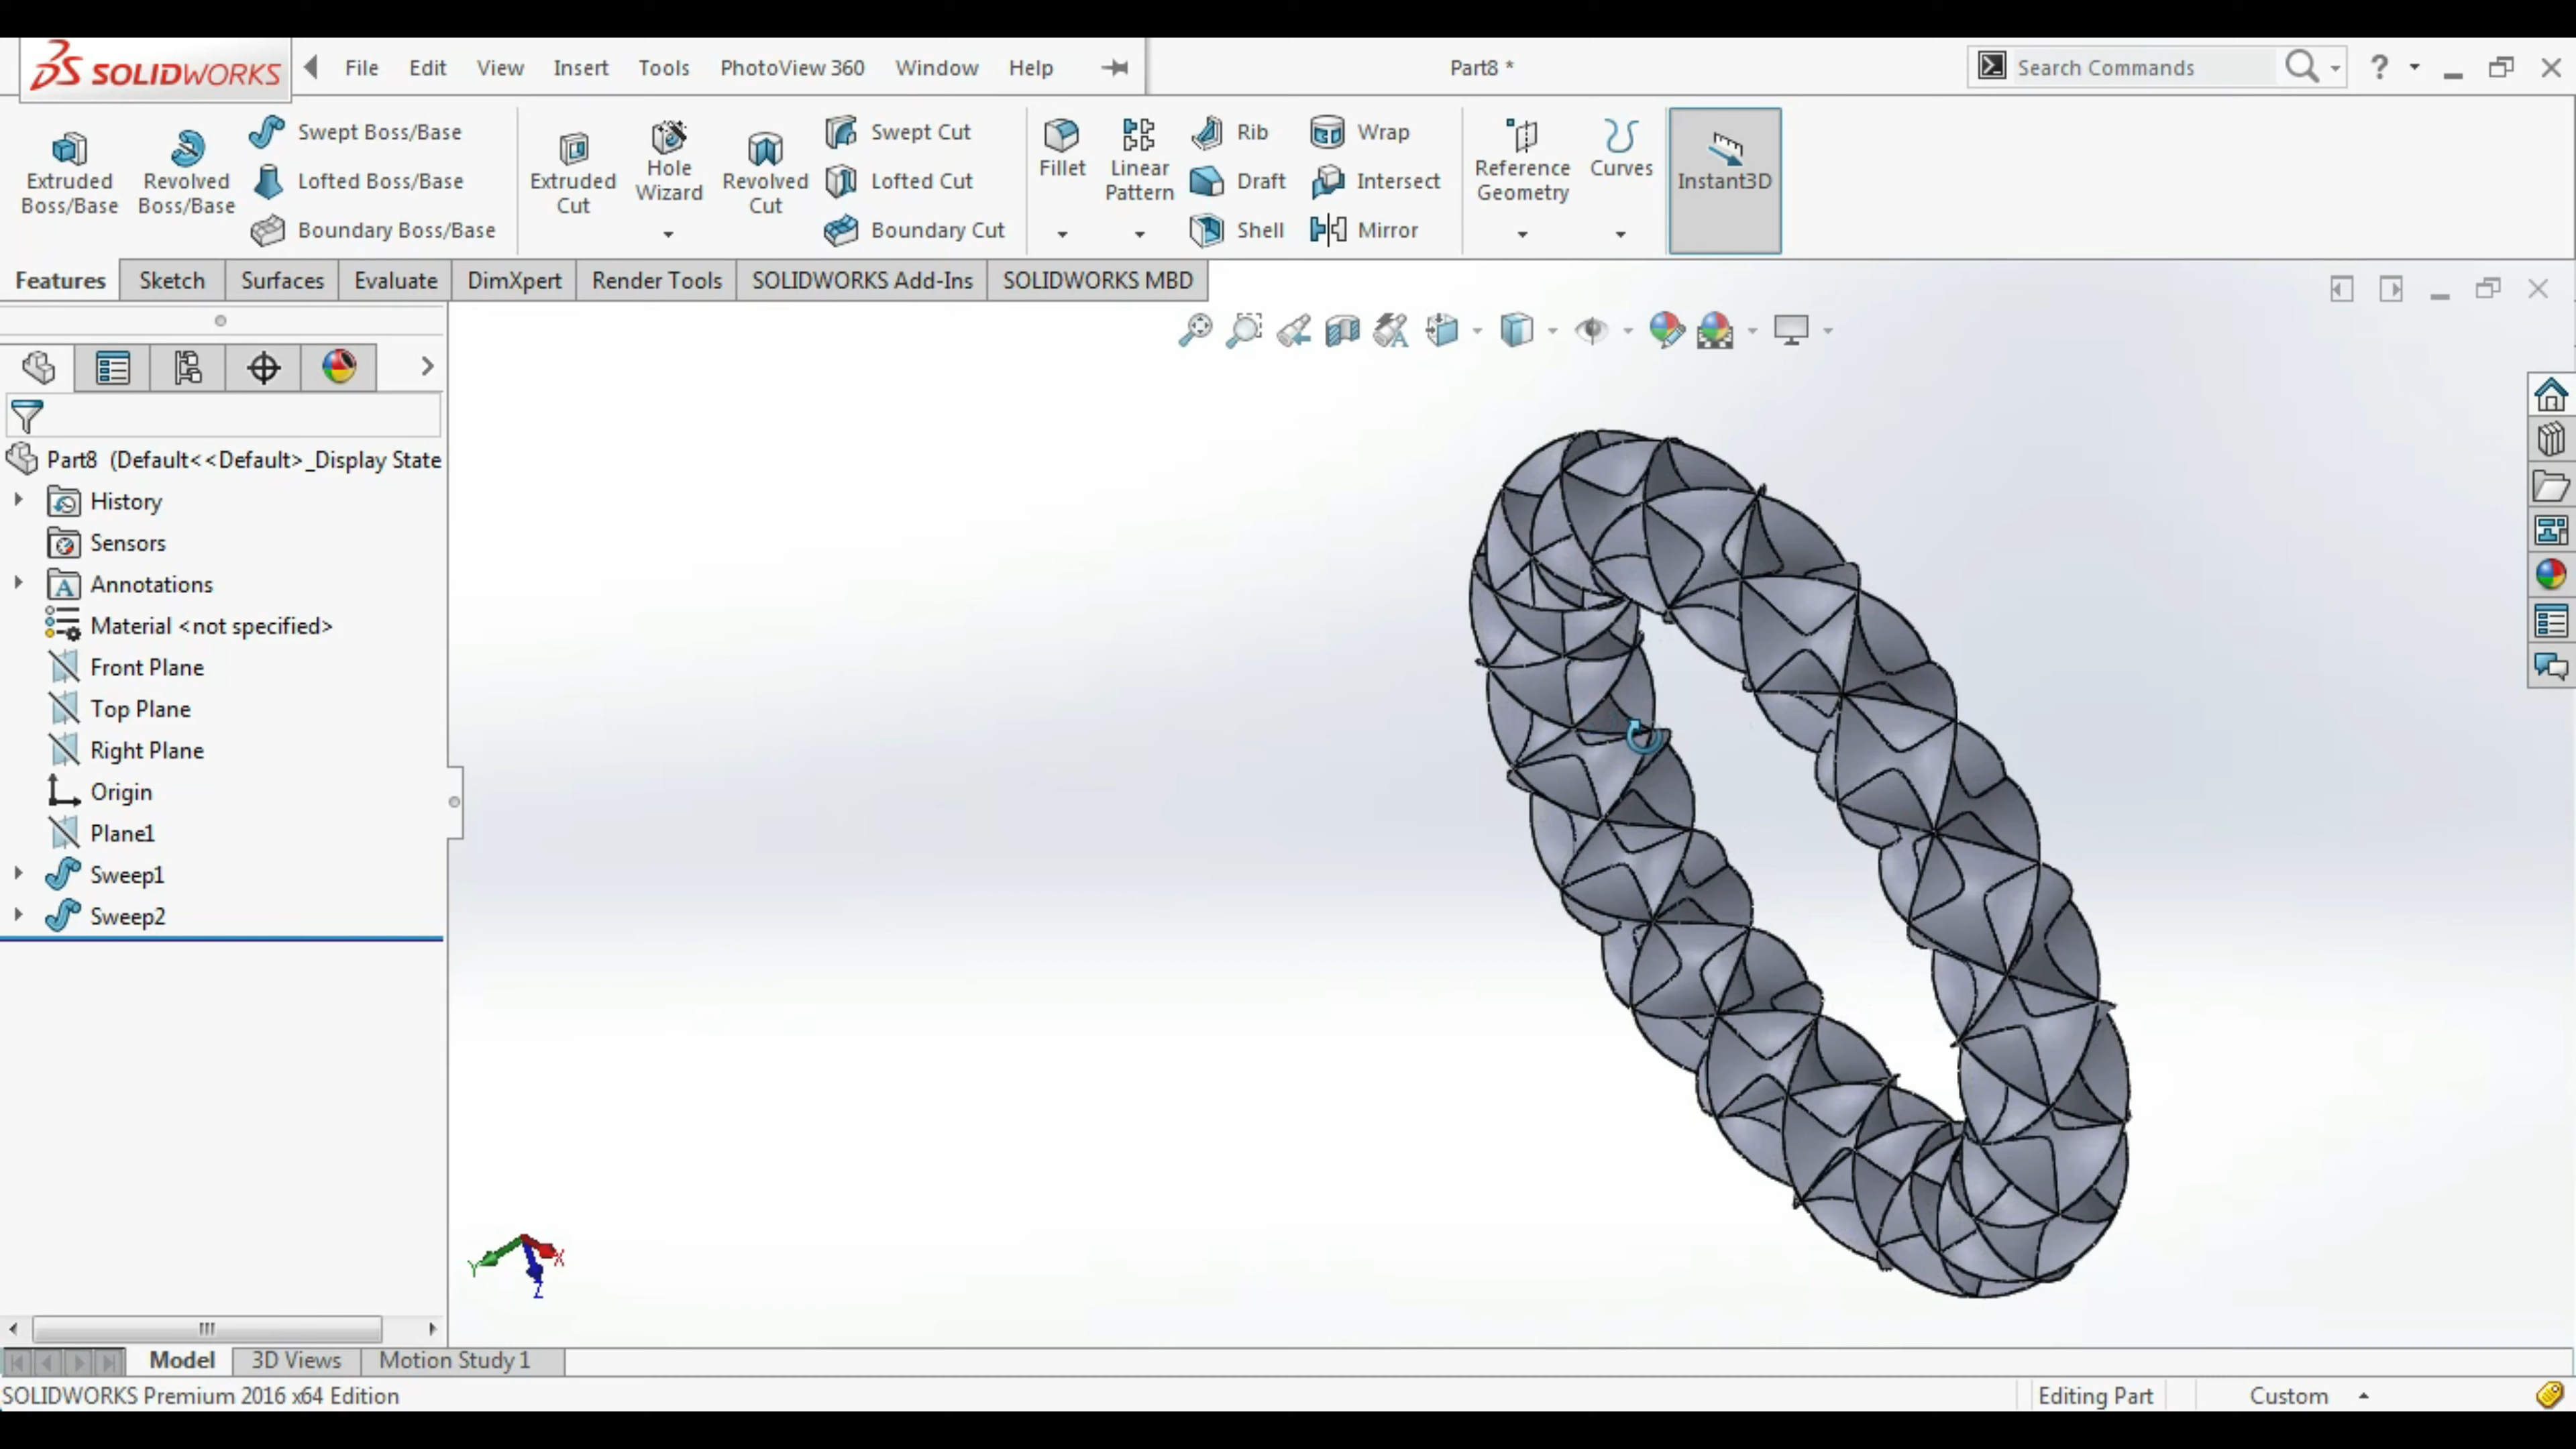 SOLIDWORKS File Edit View Insert Tools PhotoView 360 Window Help Part8 * Search Commands ?
Extruded Boss/Base
Revolved Boss/Base
Swept Boss/Base
Lofted Boss/Base
Boundary Boss/Base
Extruded Cut
Hole Wizard
Revolved Cut
Swept Cut
Lofted Cut
Boundary Cut
Fillet
Linear Pattern
Rib
Draft
Shell
Wrap
Intersect
Mirror
Reference Geometry
Curves
Instant3D
Features Sketch Surfaces Evaluate DimXpert Render Tools SOLIDWORKS Add-Ins SOLIDWORKS MBD
Part8 (Default<<Default>_Display State
History
Sensors
Annotations
Material <not specified>
Front Plane
Top Plane
Right Plane
Origin
Plane1
Sweep1
Sweep2
Y X
Z
Model 3D Views Motion Study 1
SOLIDWORKS Premium 2016 x64 Edition Editing Part Custom